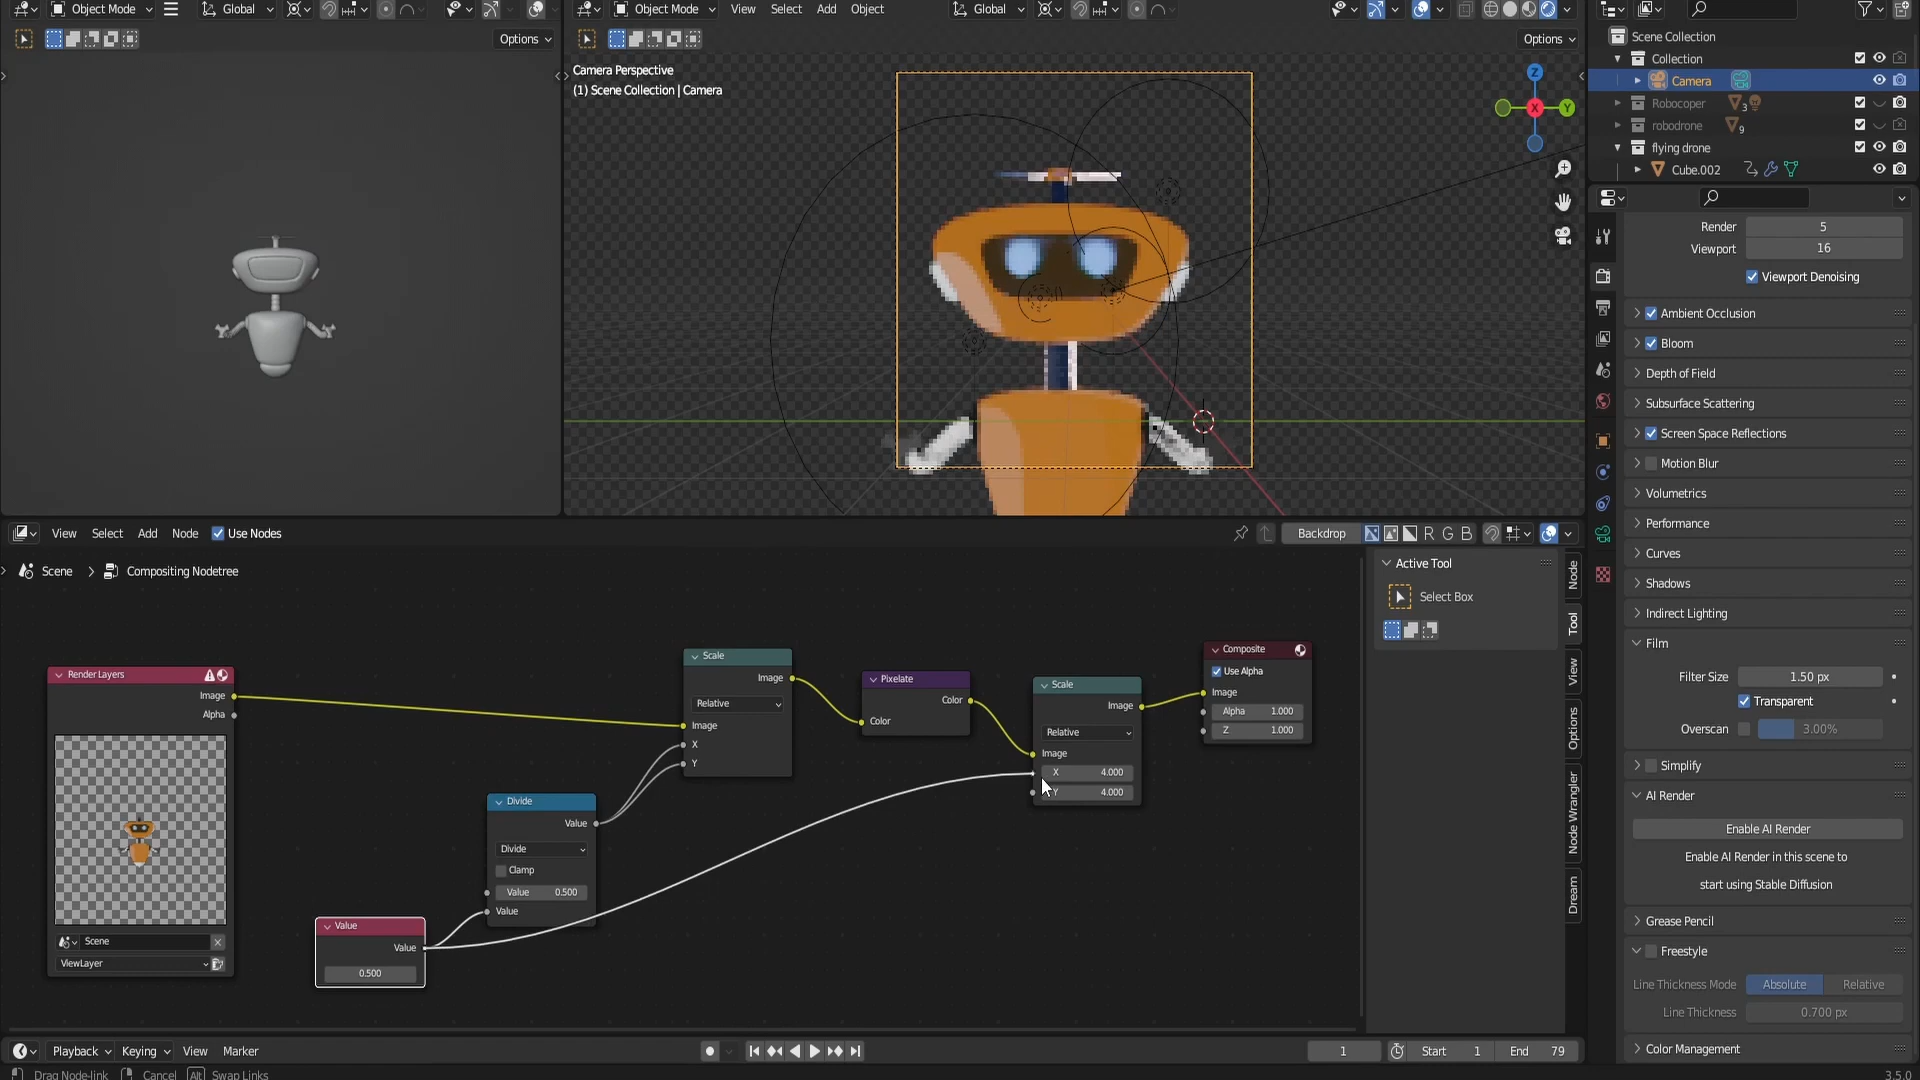 Object Mode
Global
Options
Object Mode
View
Select
Add
Object
Global
Options
Camera Perspective
(1) Scene Collection | Camera
Z
X
Y
Scene Collection
Collection
Camera
Robocoper
3
robodrone
9
flying drone
Cube.002
Render
5
Viewport
16
Viewport Denoising
Ambient Occlusion
Bloom
Depth of Field
Subsurface Scattering
Screen Space Reflections
Motion Blur
Volumetrics
Performance
Curves
Shadows
Indirect Lighting
Film
Filter Size
1.50 px
Transparent
Overscan
3.00%
Simplify
AI Render
Enable AI Render
Enable AI Render in this scene to
start using Stable Diffusion
Grease Pencil
Freestyle
Line Thickness Mode
Absolute
Relative
Line Thickness
0.700 px
Color Management
View
Select
Add
Node
Use Nodes
Backdrop
R
G
B
Scene
Compositing Nodetree
Active Tool
Select Box
Node
Tool
View
Options
Node Wrangler
Dream
Render Layers
Image
Alpha
Scene
ViewLayer
Value
Value
0.500
Divide
Value
Divide
Clamp
Value 0.500
Value
Scale
Image
Relative
Image
X
Y
Pixelate
Color
Color
Scale
Image
Relative
Image
X 4.000
Y 4.000
Composite
Use Alpha
Image
Alpha 1.000
Z 1.000
Playback
Keying
View
Marker
1
Start 1
End 79
Drag Node-link
Cancel
Alt
Swap Links
3.5.0